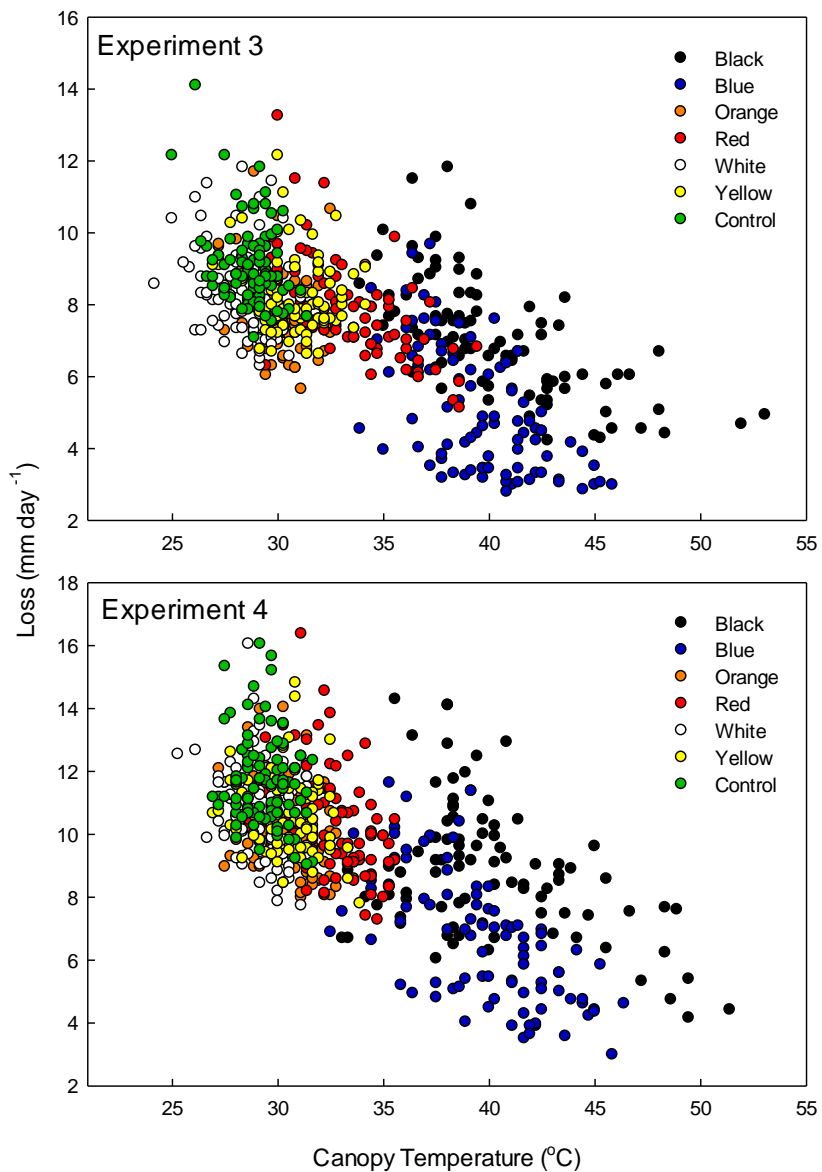 16
Experiment 3
Black
14
Blue
Orange
Red
12
White
Yellow
Control
10
8
6
4
2
25 30 35 40 45 50 55
Loss (mm day -1)
18
Experiment 4
Black
16
Blue
Orange
Red
14
White
Yellow
12
Control
10
8
6
4
2
25 30 35 40 45 50 55
Canopy Temperature (oC)